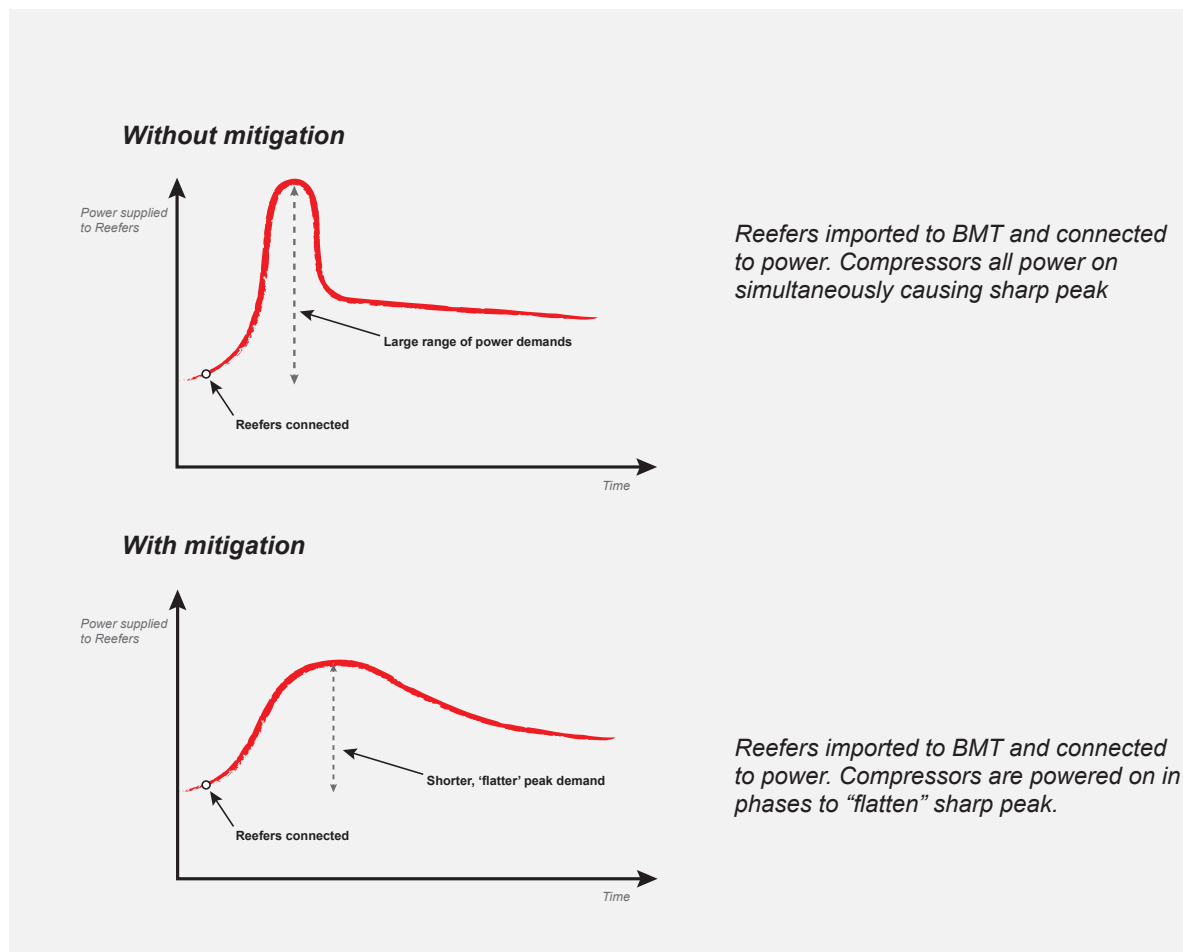 Without mitigation
Power supplied
to Reefers
Large range of power demands
Reefers connected
Time
Reefers imported to BMT and connected
to power. Compressors all power on
simultaneously causing sharp peak
With mitigation
Power supplied
to Reefers
Shorter, ‘flatter’ peak demand
Reefers connected
Time
Reefers imported to BMT and connected
to power. Compressors are powered on in
phases to “flatten” sharp peak.